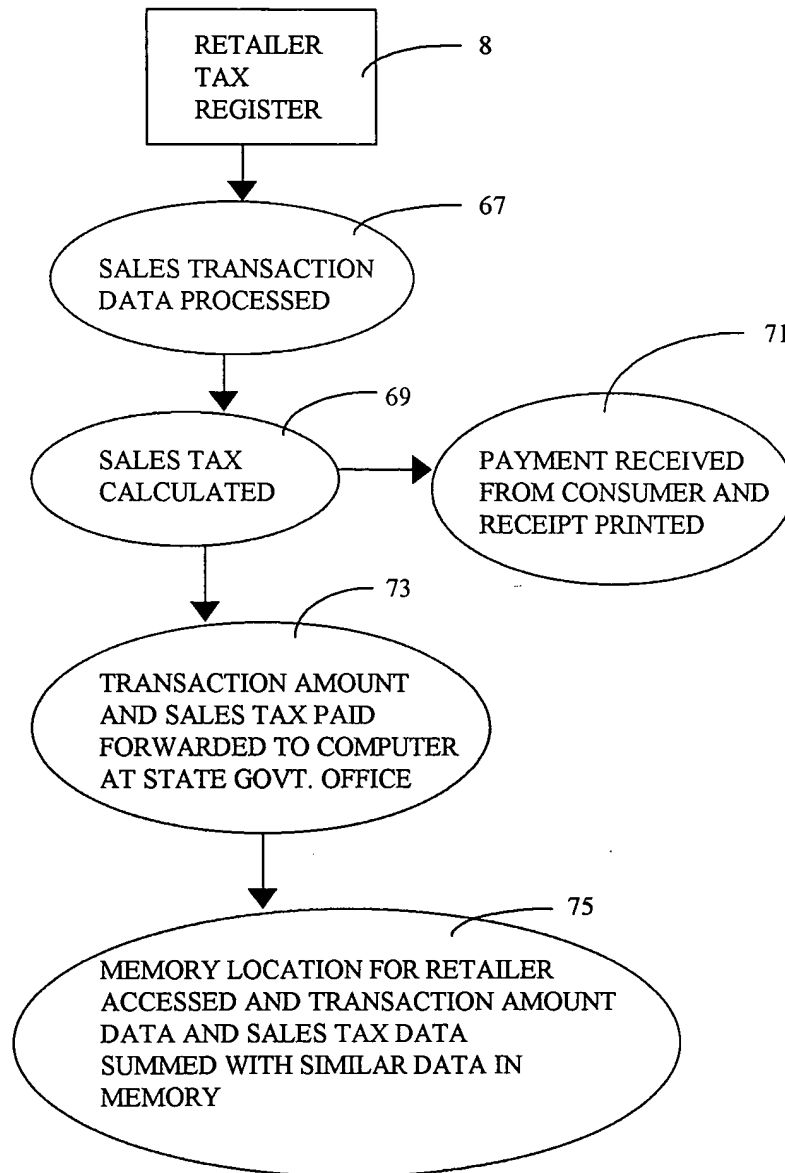 RETAILER
TAX
REGISTER
8
67
SALES TRANSACTION
DATA PROCESSED
71
69
SALES TAX
CALCULATED
PAYMENT RECEIVED
FROM CONSUMER AND
RECEIPT PRINTED
73
TRANSACTION AMOUNT
AND SALES TAX PAID
FORWARDED TO COMPUTER
AT STATE GOVT. OFFICE
75
MEMORY LOCATION FOR RETAILER
ACCESSED AND TRANSACTION AMOUNT
DATA AND SALES TAX DATA
SUMMED WITH SIMILAR DATA IN
MEMORY